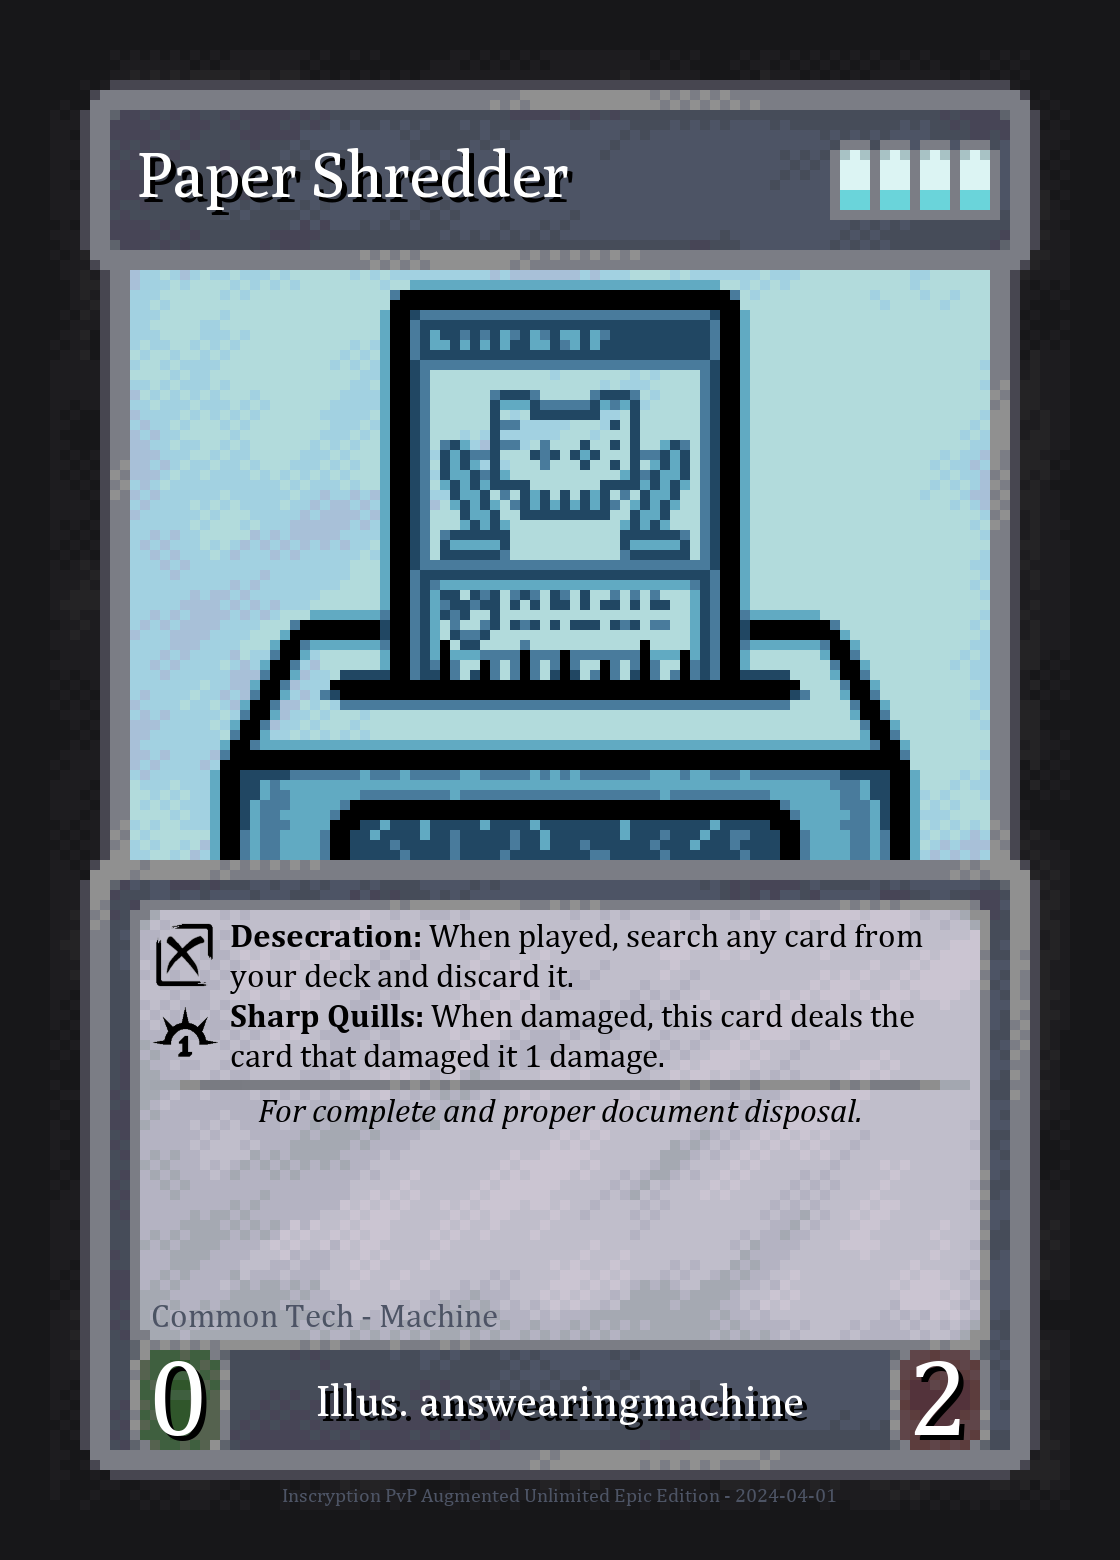 Paper Shredder
Desecration: When played, search any card from
your deck and discard it.
1
Sharp Quills: When damaged, this card deals the
card that damaged it 1 damage.
For complete and proper document disposal.
Common Tech - Machine
0
Illus. answearingmachine
2
Inscryption PvP Augmented Unlimited Epic Edition - 2024-04-01